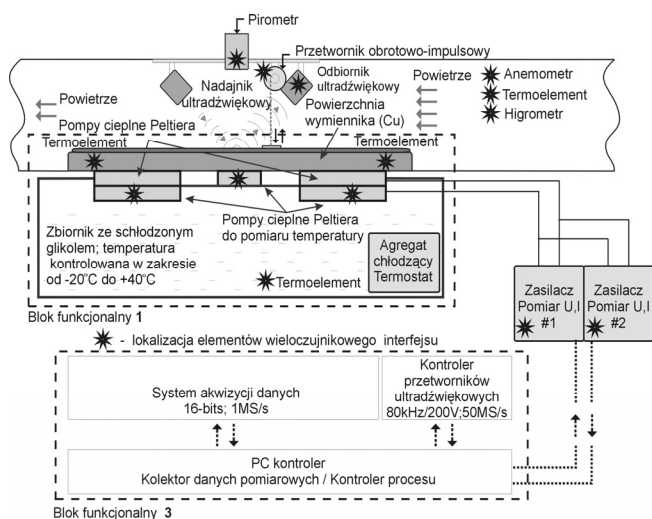 Pirometr
Przetwornik obrotowo-impulsowy
Nadajnik
ultradźwiękowy
Odbiornik
ultradźwiękowy
Powietrze
Anemometr
Termoelement
Higrometr
Powietrze
Powierzchnia
wymiennika (Cu)
Pompy cieplne Peltiera
Termoelement
Termoelement
Pompy cieplne Peltiera
do pomiaru temperatury
Zbiornik ze schłodzonym
glikolem; temperatura
kontrolowana w zakresie
od -20°C do +40°C
Termoelement
Agregat
chłodzący
Termostat
Blok funkcjonalny 1
Zasilacz
Pomiar U,I
#1
Zasilacz
Pomiar U,I
#2
- lokalizacja elementów wieloczujnikowego interfejsu
System akwizycji danych
16-bits; 1MS/s
Kontroler
przetworników
ultradźwiękowych
80kHz/200V;50MS/s
PC kontroler
Kolektor danych pomiarowych / Kontroler procesu
Blok funkcjonalny 3